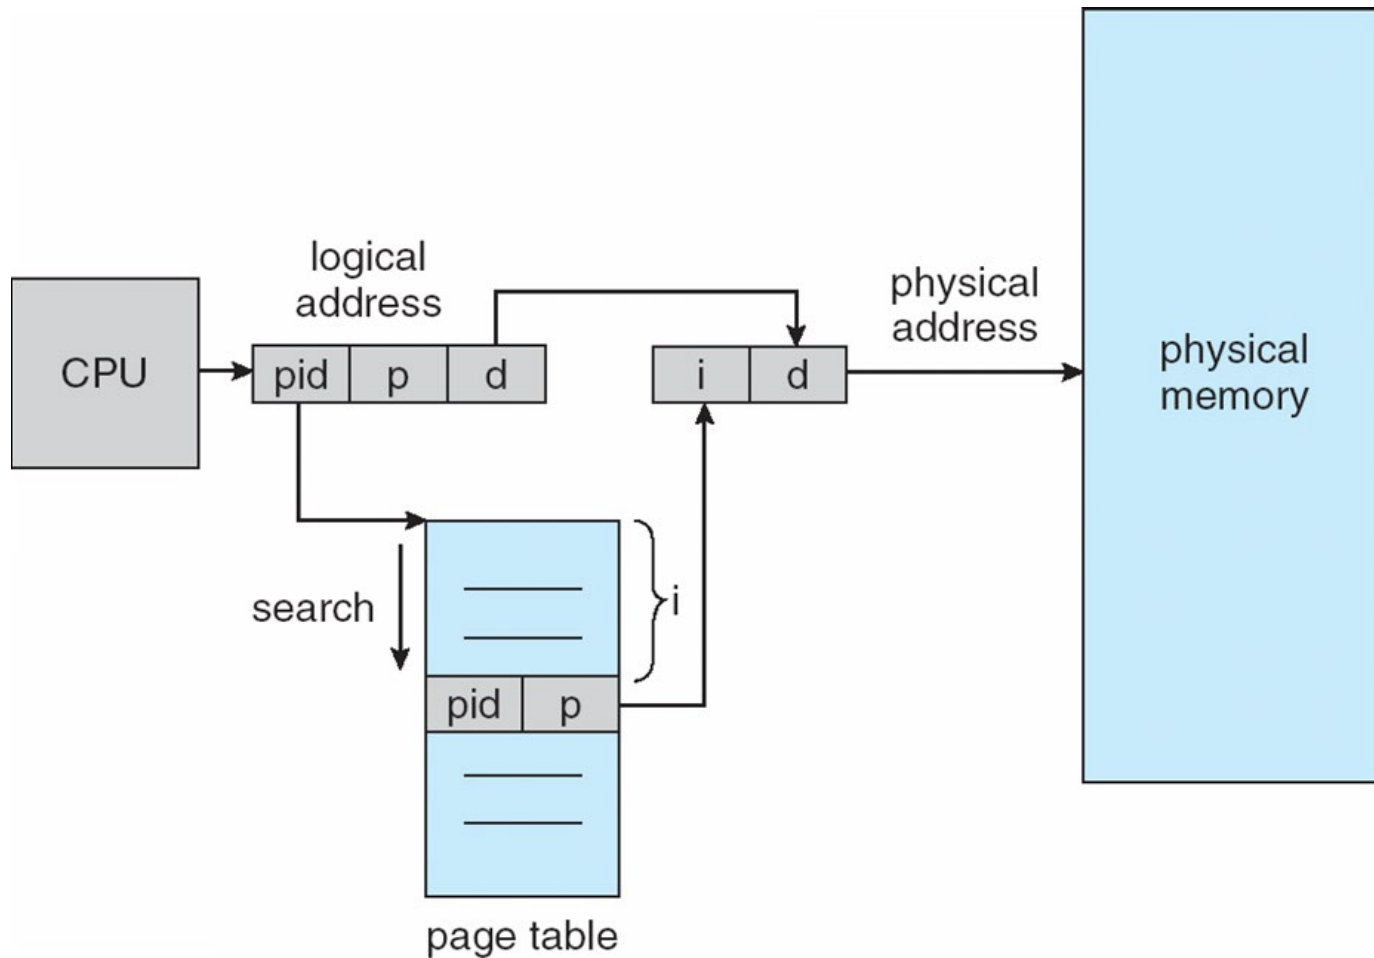 logical
address
physical
address
CPU
pid
p
d
i
d
physical
memory
search
i
pid
p
page table